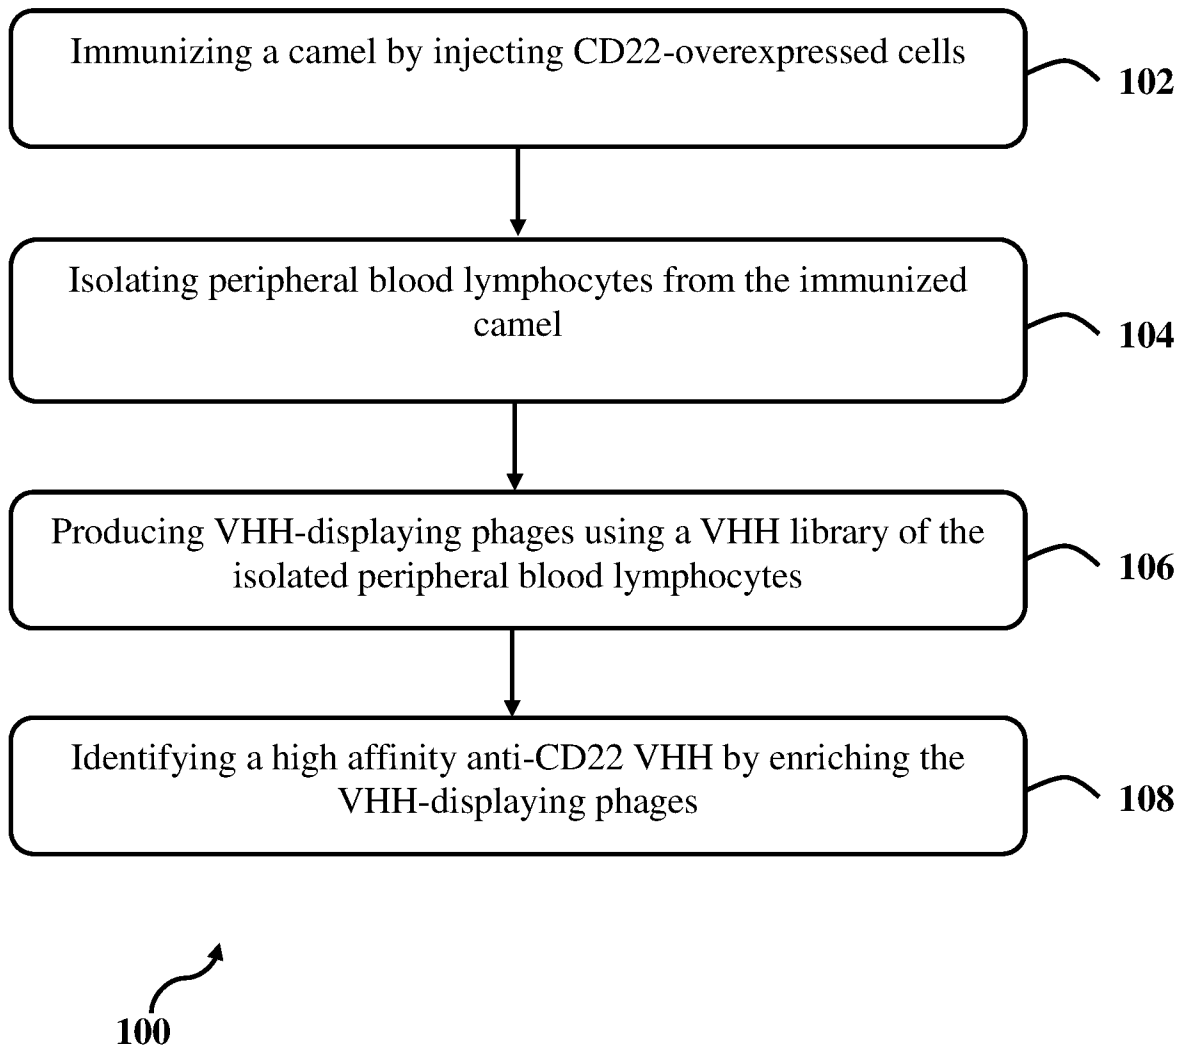 Immunizing a camel by injecting CD22-overexpressed cells
102
Isolating peripheral blood lymphocytes from the immunized
camel
104
Producing VHH-displaying phages using a VHH library of the
isolated peripheral blood lymphocytes
106
Identifying a high affinity anti-CD22 VHH by enriching the
VHH-displaying phages
108
100